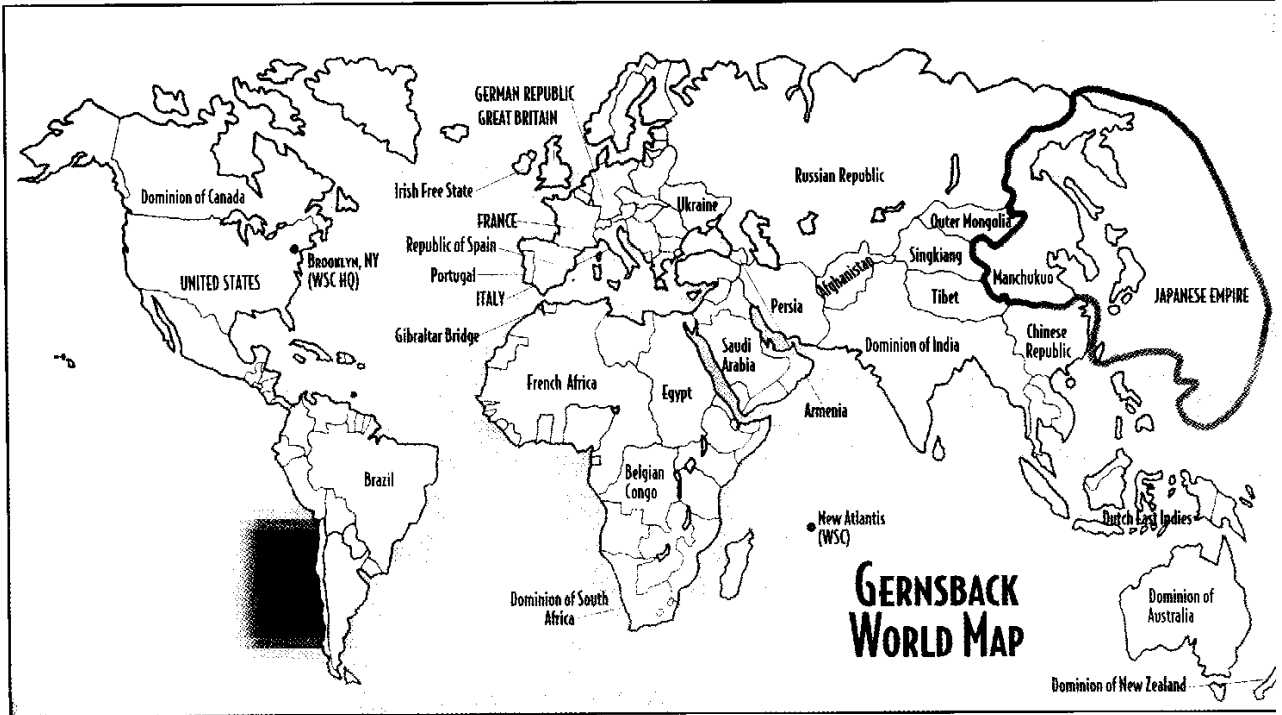 GERMAN REPUBLIC
GREAT BRITAIN
Irish Free State
Dominion of Canada
Russian Republic
Ukraine
FRANCE
Republic of Spain
Portugal
ITALY
Gibraltar Bridge
BROOKLYN, NY
(WSC HQ)
UNITED STATES
Outer Mongolia
Singkiang
Afghanistan
Manchukuo
Tibet
JAPANESE EMPIRE
Persia
Chinese
Republic
Dominion of India
Saudi
Arabia
French Africa
Egypt
Armenia
Brazil
Belgian
Congo
New Atlantis
(WSC)
Dutch East Indies
Dominion of South
Africa
GERNSBACK
WORLD MAP
Dominion of
Australia
Dominion of New Zealand